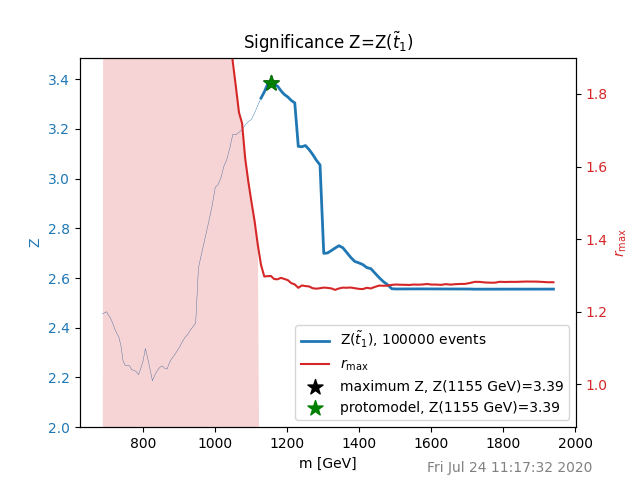 Significance Z=Z(t̃₁)
3.4
3.2
3.0
2.8
2.6
2.4
2.2
2.0
Z
1.8
1.6
1.4
1.2
1.0
r_max
Z(t̃₁), 100000 events
r_max
maximum Z, Z(1155 GeV)=3.39
protomodel, Z(1155 GeV)=3.39
800 1000 1200 1400 1600 1800 2000
m [GeV]
Fri Jul 24 11:17:32 2020